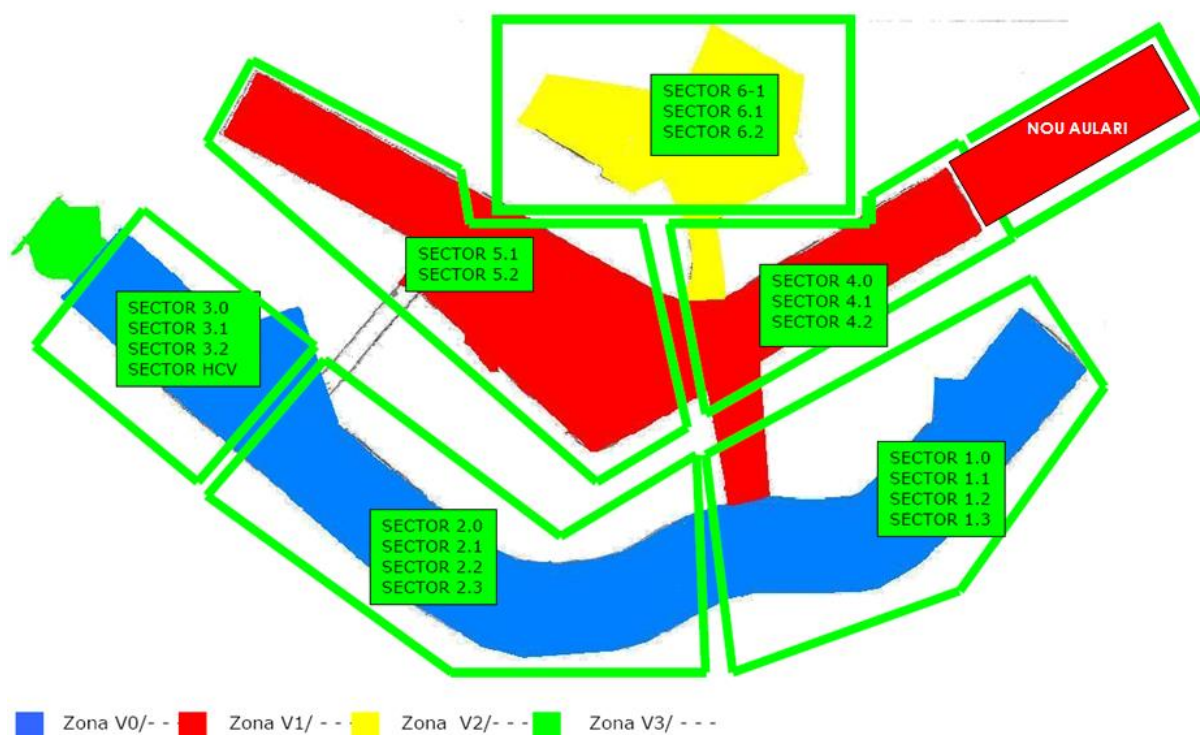 SECTOR 6-1
SECTOR 6.1
SECTOR 6.2
NOU AULARI
SECTOR 5.1
SECTOR 5.2
SECTOR 4.0
SECTOR 4.1
SECTOR 4.2
SECTOR 3.0
SECTOR 3.1
SECTOR 3.2
SECTOR HCV
SECTOR 1.0
SECTOR 1.1
SECTOR 1.2
SECTOR 1.3
SECTOR 2.0
SECTOR 2.1
SECTOR 2.2
SECTOR 2.3
Zona V0/- - - Zona V1/ - - - Zona V2/- - - Zona V3/ - - -